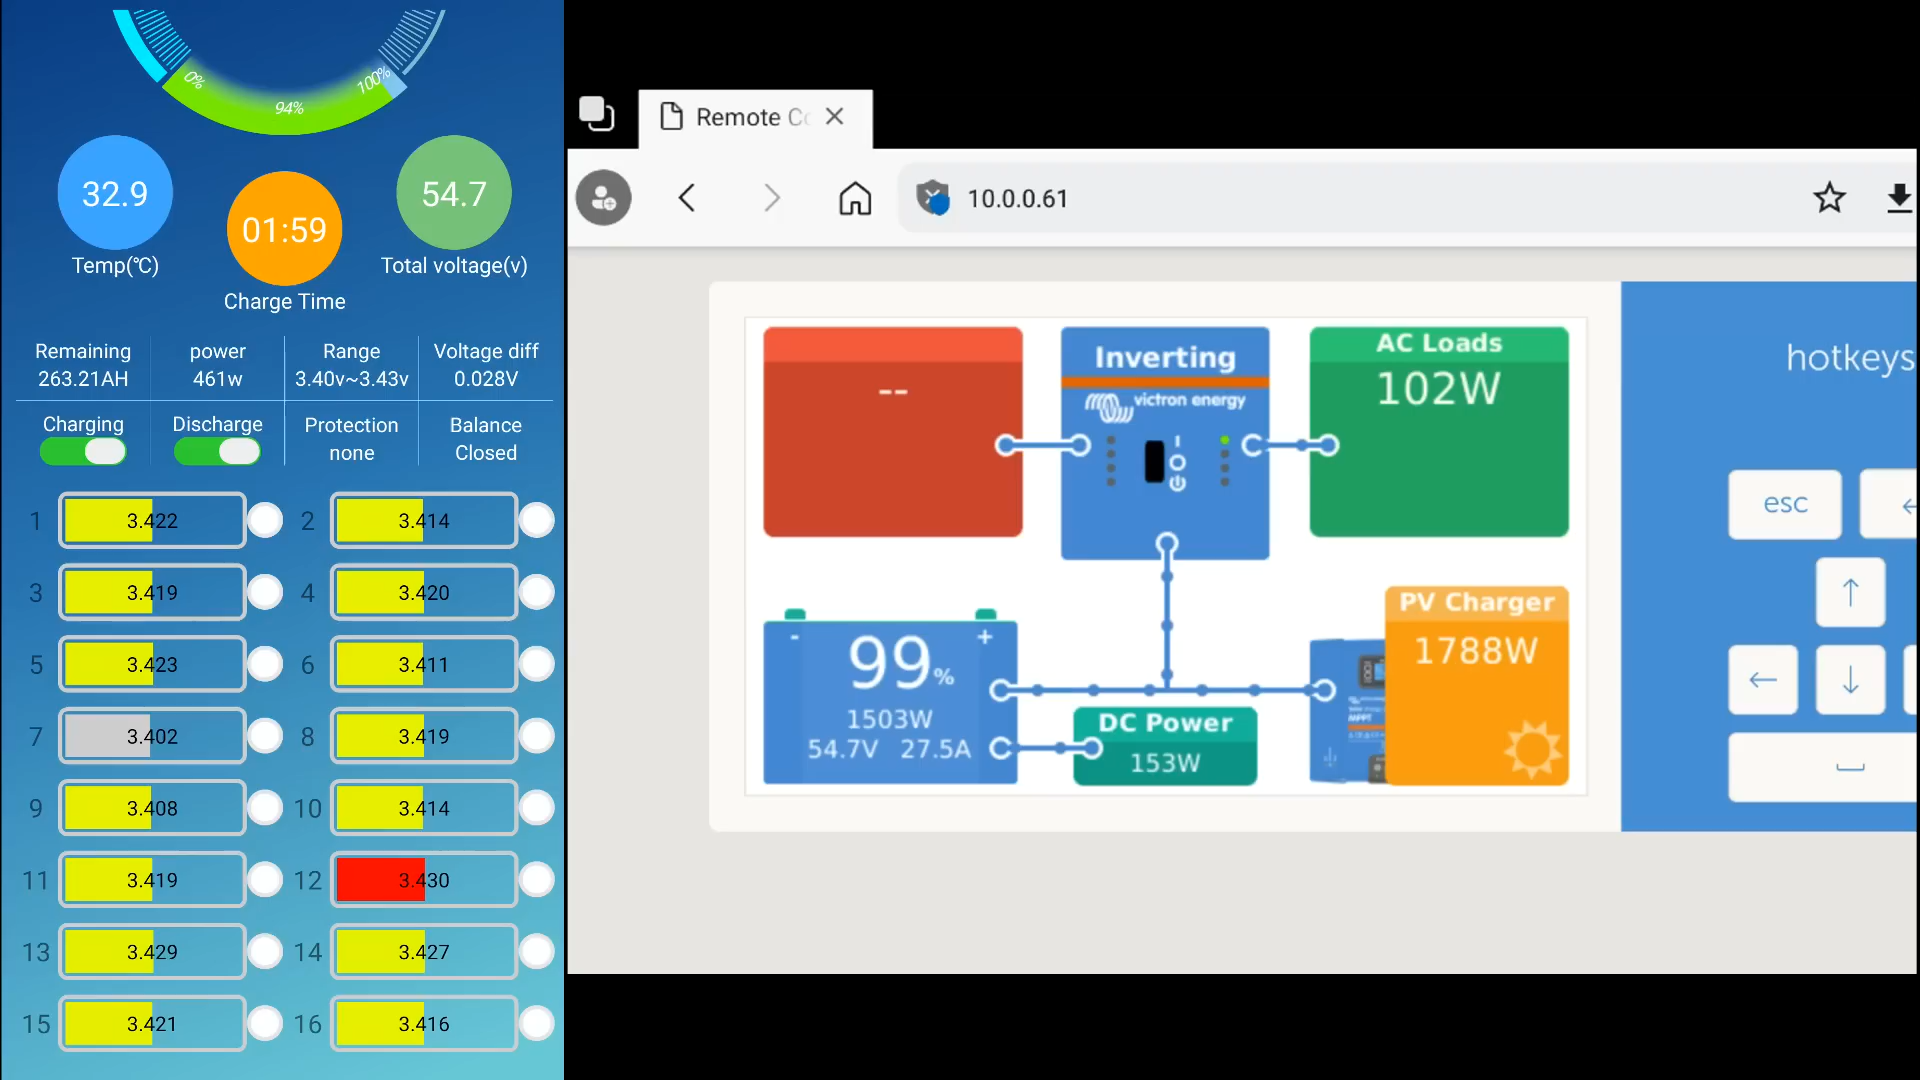 0%
94%
100%
32.9
Temp(℃)
01:59
Charge Time
54.7
Total voltage(v)
Remaining
263.21AH
power
461w
Range
3.40v~3.43v
Voltage diff
0.028V
Charging
Discharge
Protection
none
Balance
Closed
1 3.422
2 3.414
3 3.419
4 3.420
5 3.423
6 3.411
7 3.402
8 3.419
9 3.408
10 3.414
11 3.419
12 3.430
13 3.429
14 3.427
15 3.421
16 3.416
Remote Co
10.0.0.61
--
Inverting
victron energy
AC Loads
102W
- +
99%
1503W
54.7V 27.5A
DC Power
153W
PV Charger
1788W
MPPT
hotkeys
esc